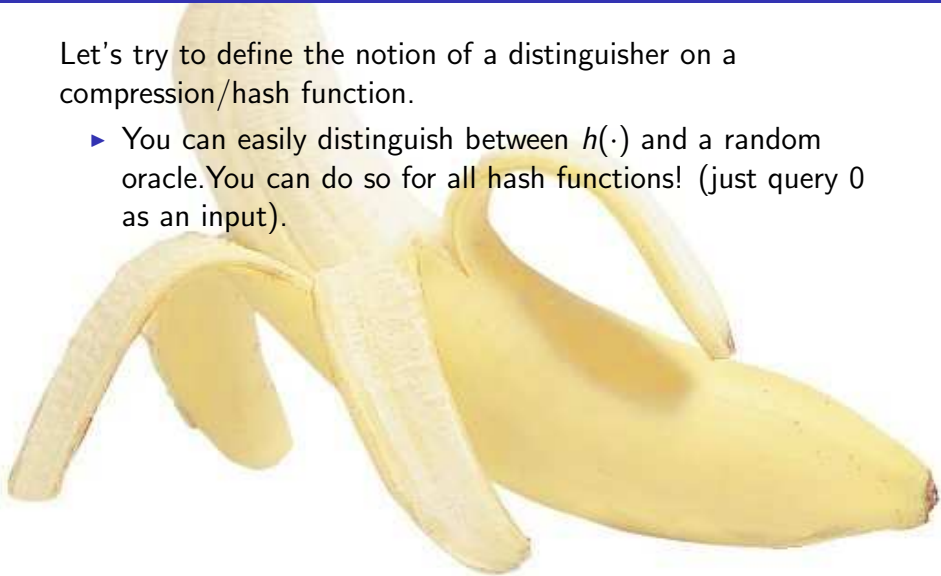 Let's try to define the notion of a distinguisher on a
compression/hash function.
▸ You can easily distinguish between h(·) and a random
oracle.You can do so for all hash functions! (just query 0
as an input).